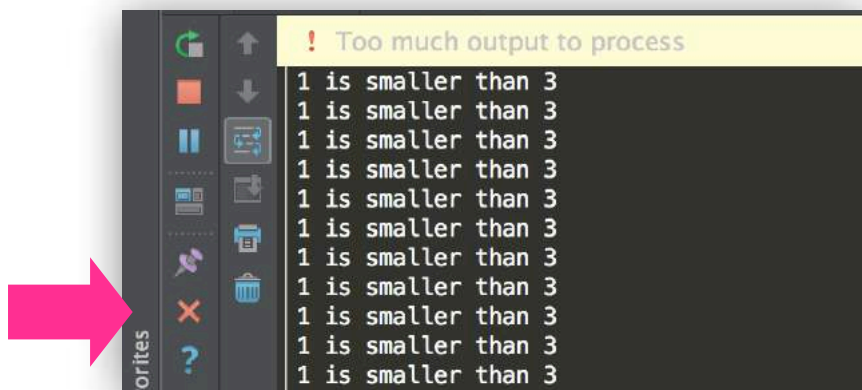 ! Too much output to process
1 is smaller than 3
1 is smaller than 3
1 is smaller than 3
1 is smaller than 3
1 is smaller than 3
1 is smaller than 3
1 is smaller than 3
1 is smaller than 3
1 is smaller than 3
1 is smaller than 3
1 is smaller than 3
?
orites